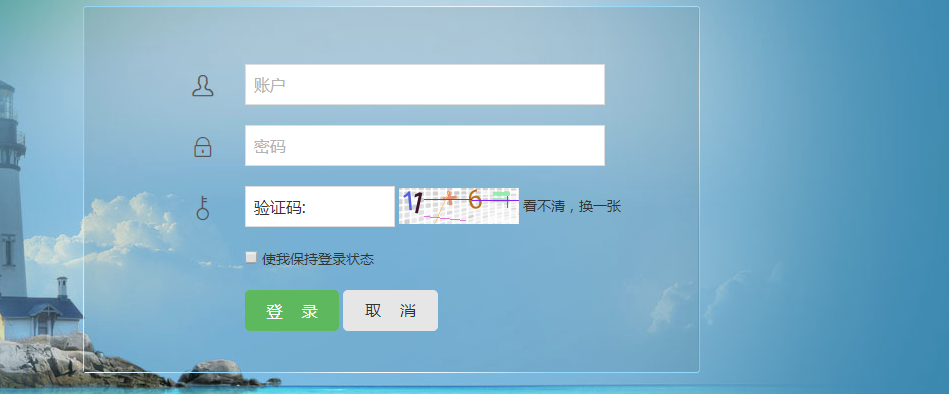 账户
密码
验证码: 11 + 6 = 看不清，换一张
使我保持登录状态
登 录 取 消